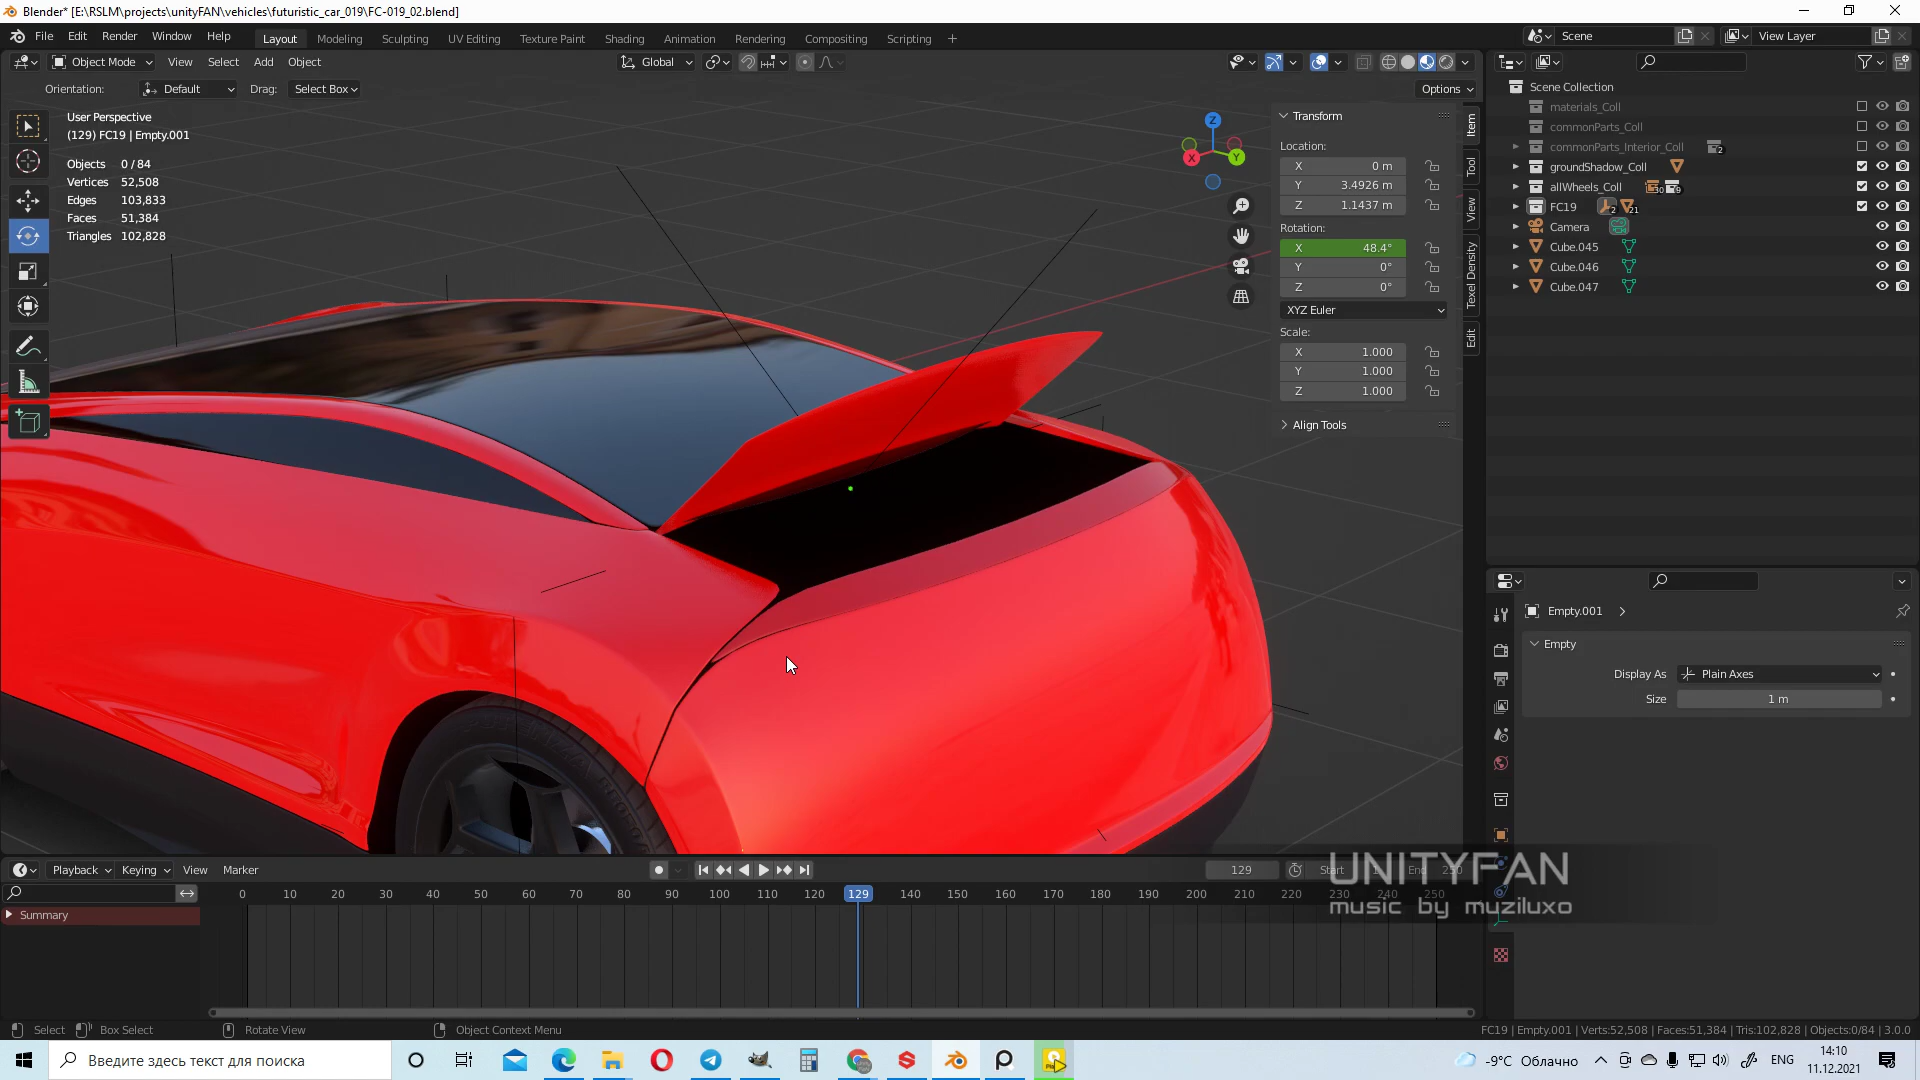 Blender* [E:\RSLM\projects\unityFAN\vehicles\futuristic_car_019\FC-019_02.blend]
File Edit Render Window Help
Layout Modeling Sculpting UV Editing Texture Paint Shading Animation Rendering Compositing Scripting
Scene
View Layer
Object Mode View Select Add Object
Global
Orientation: Default Drag: Select Box
Options
User Perspective
(129) FC19 | Empty.001
Objects 0 / 84
Vertices 52,508
Edges 103,833
Faces 51,384
Triangles 102,828
Z
X
Y
Transform
Location:
X 0 m
Y 3.4926 m
Z 1.1437 m
Rotation:
X 48.4°
Y 0°
Z 0°
XYZ Euler
Scale:
X 1.000
Y 1.000
Z 1.000
Align Tools
Item
Tool
View
Texel Density
Edit
Scene Collection
materials_Coll
commonParts_Coll
commonParts_Interior_Coll 2
groundShadow_Coll
allWheels_Coll 30 9
FC19 2 21
Camera
Cube.045
Cube.046
Cube.047
Empty.001
Empty
Display As Plain Axes
Size 1 m
Playback Keying View Marker
129
Start 1 End 250
UNITYFAN
music by muziluxo
0 10 20 30 40 50 60 70 80 90 100 110 120 129 140 150 160 170 180 190 200 210 220 230 240 250
Summary
Select Box Select Rotate View Object Context Menu
FC19 | Empty.001 | Verts:52,508 | Faces:51,384 | Tris:102,828 | Objects:0/84 | 3.0.0
Введите здесь текст для поиска
-9°C Облачно
ENG
14:10
11.12.2021